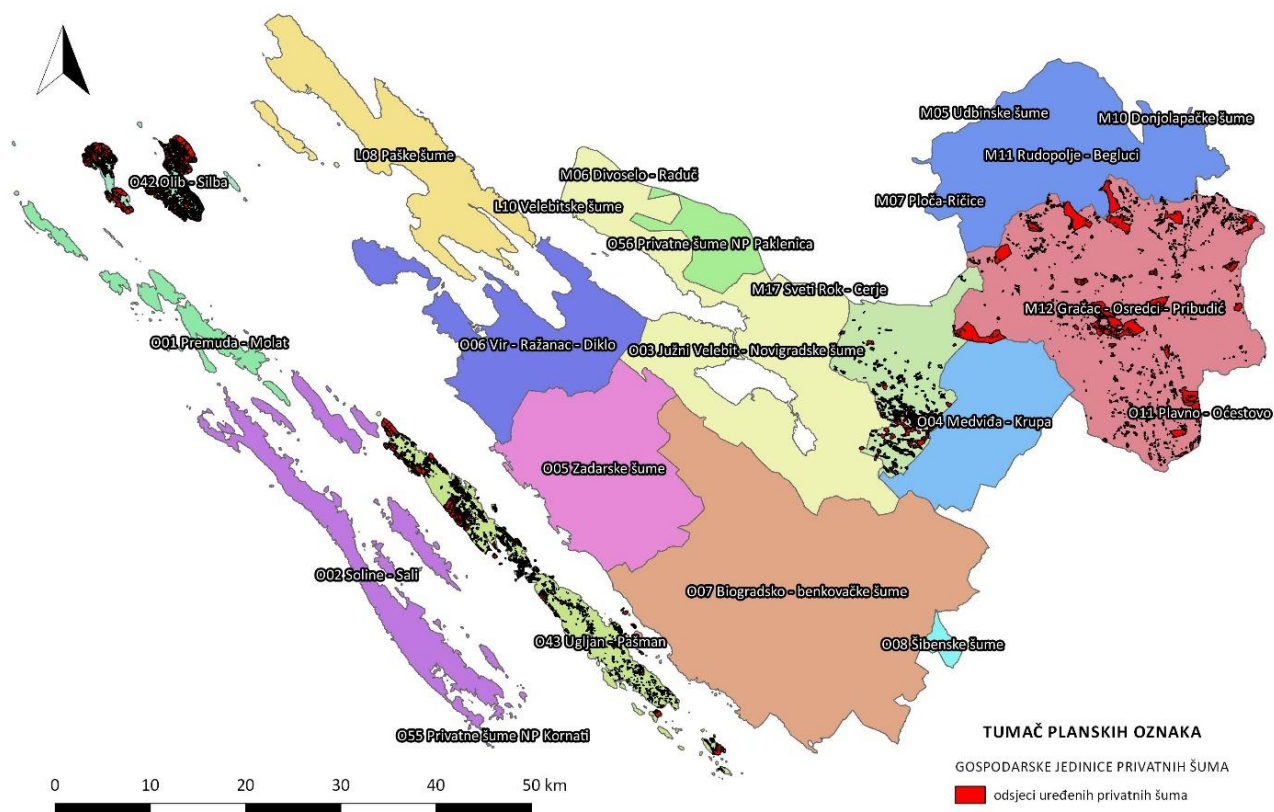 M05 Udbinske šume
M10 Donjolapačke šume
L08 Paške šume
M11 Rudopolje - Begluci
M06 Divoselo - Raduč
O42 Olib - Silba
M07 Ploča-Ričice
L10 Velebitske šume
O56 Privatne šume NP Paklenica
M17 Sveti Rok - Cerje
M12 Gračac - Osredci - Pribudić
O01 Premuda - Molat
O06 Vir - Ražanac - Diklo
O03 Južni Velebit - Novigradske šume
O11 Plavno - Oćestovo
O04 Medviđa - Krupa
O05 Zadarske šume
O02 Soline - Sali
O07 Biogradsko - benkovačke šume
O43 Ugljan - Pašman
O08 Šibenske šume
O55 Privatne šume NP Kornati
TUMAČ PLANSKIH OZNAKA
GOSPODARSKE JEDINICE PRIVATNIH ŠUMA
odsjeci uređenih privatnih šuma
0 10 20 30 40 50 km